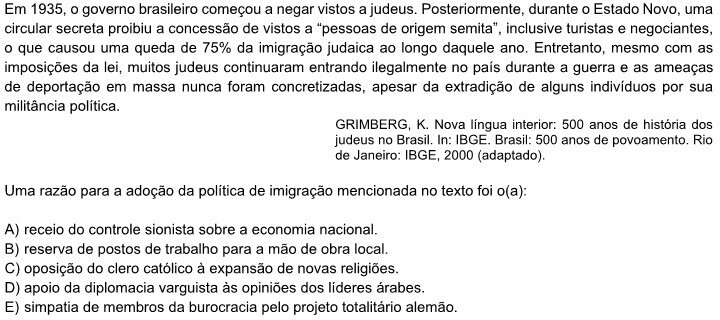 Em 1935, o governo brasileiro começou a negar vistos a judeus. Posteriormente, durante o Estado Novo, uma
circular secreta proibiu a concessão de vistos a “pessoas de origem semita”, inclusive turistas e negociantes,
o que causou uma queda de 75% da imigração judaica ao longo daquele ano. Entretanto, mesmo com as
imposições da lei, muitos judeus continuaram entrando ilegalmente no país durante a guerra e as ameaças
de deportação em massa nunca foram concretizadas, apesar da extradição de alguns indivíduos por sua
militância política.
GRIMBERG, K. Nova língua interior: 500 anos de história dos
judeus no Brasil. In: IBGE. Brasil: 500 anos de povoamento. Rio
de Janeiro: IBGE, 2000 (adaptado).
Uma razão para a adoção da política de imigração mencionada no texto foi o(a):
A) receio do controle sionista sobre a economia nacional.
B) reserva de postos de trabalho para a mão de obra local.
C) oposição do clero católico à expansão de novas religiões.
D) apoio da diplomacia varguista às opiniões dos líderes árabes.
E) simpatia de membros da burocracia pelo projeto totalitário alemão.